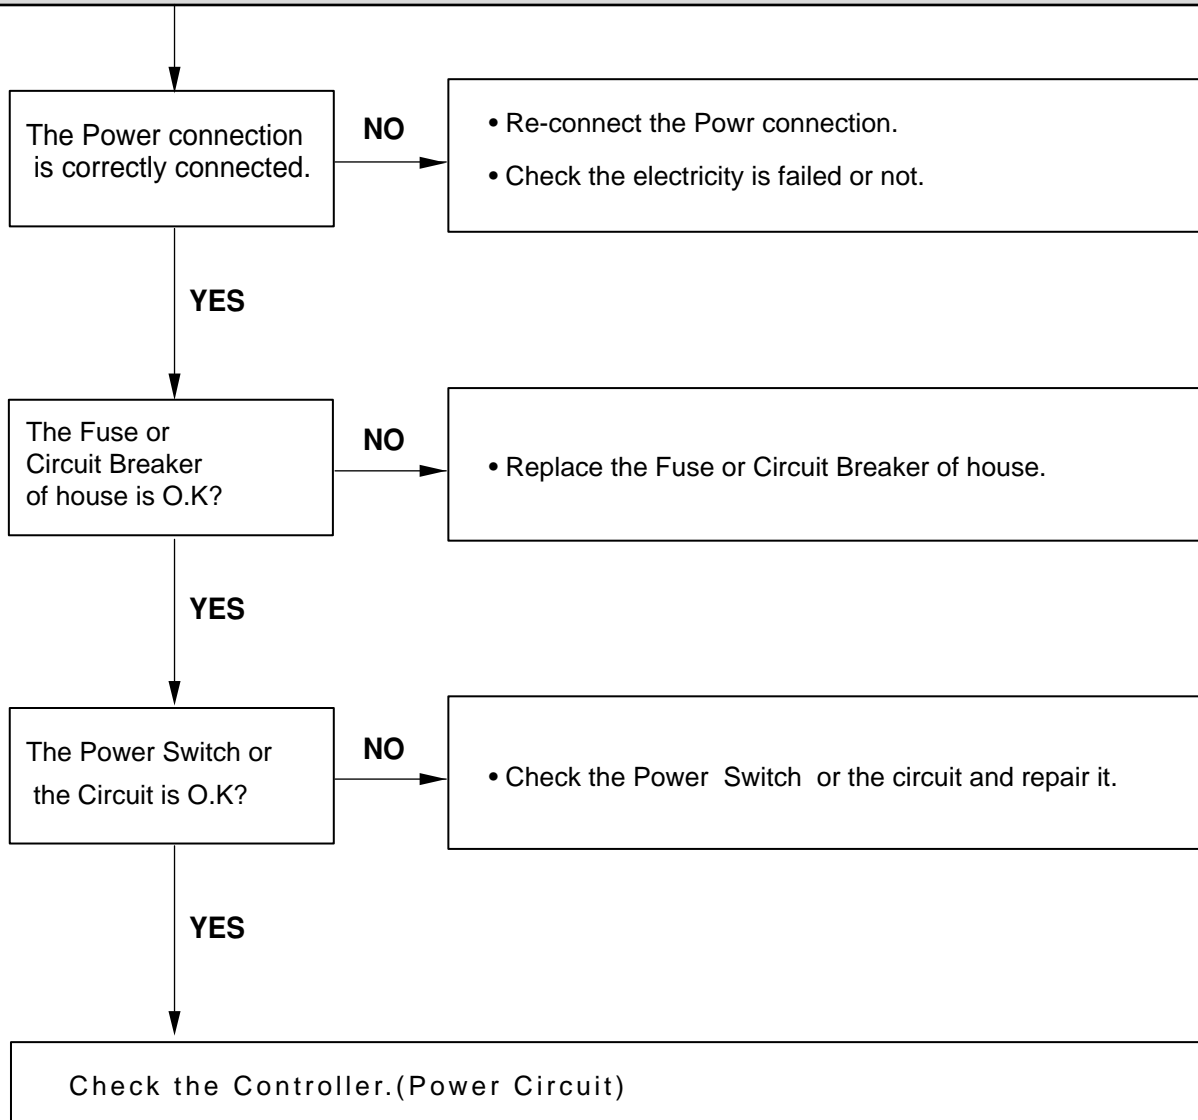 The Power connection
is correctly connected.
NO
• Re-connect the Powr connection.
• Check the electricity is failed or not.
YES
The Fuse or
Circuit Breaker
of house is O.K?
NO
• Replace the Fuse or Circuit Breaker of house.
YES
The Power Switch or
the Circuit is O.K?
NO
• Check the Power Switch or the circuit and repair it.
YES
Check the Controller.(Power Circuit)